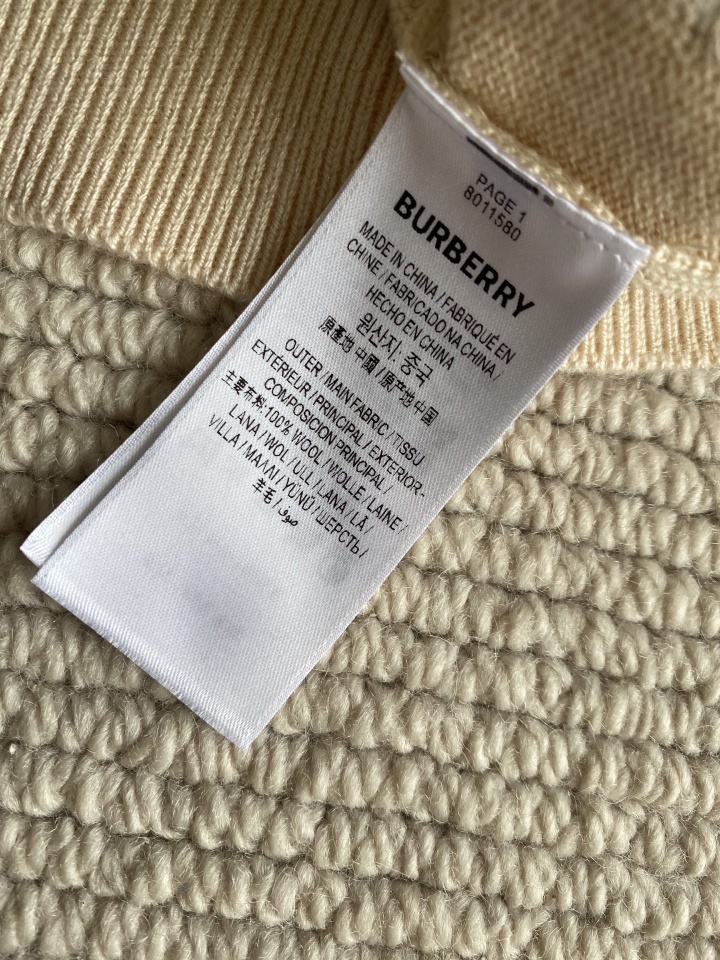 PAGE 1
8011580
BURBERRY
MADE IN CHINA / FABRIQUÉ EN
CHINE / FABRICADO NA CHINA /
HECHO EN CHINA
원산지: 중국
原產地 中國 / 原产地 中国
OUTER / MAIN FABRIC / TISSU
EXTÉRIEUR / PRINCIPAL / EXTERIOR-
COMPOSICION PRINCIPAL /
主要布料:100% WOOL / WOLLE / LAINE /
LANA / WOL / ULL / LANA / LÃ /
VILLA / ΜΑΛΛΙ / YÜNÜ / ШЕРСТЬ /
羊毛 / صوف